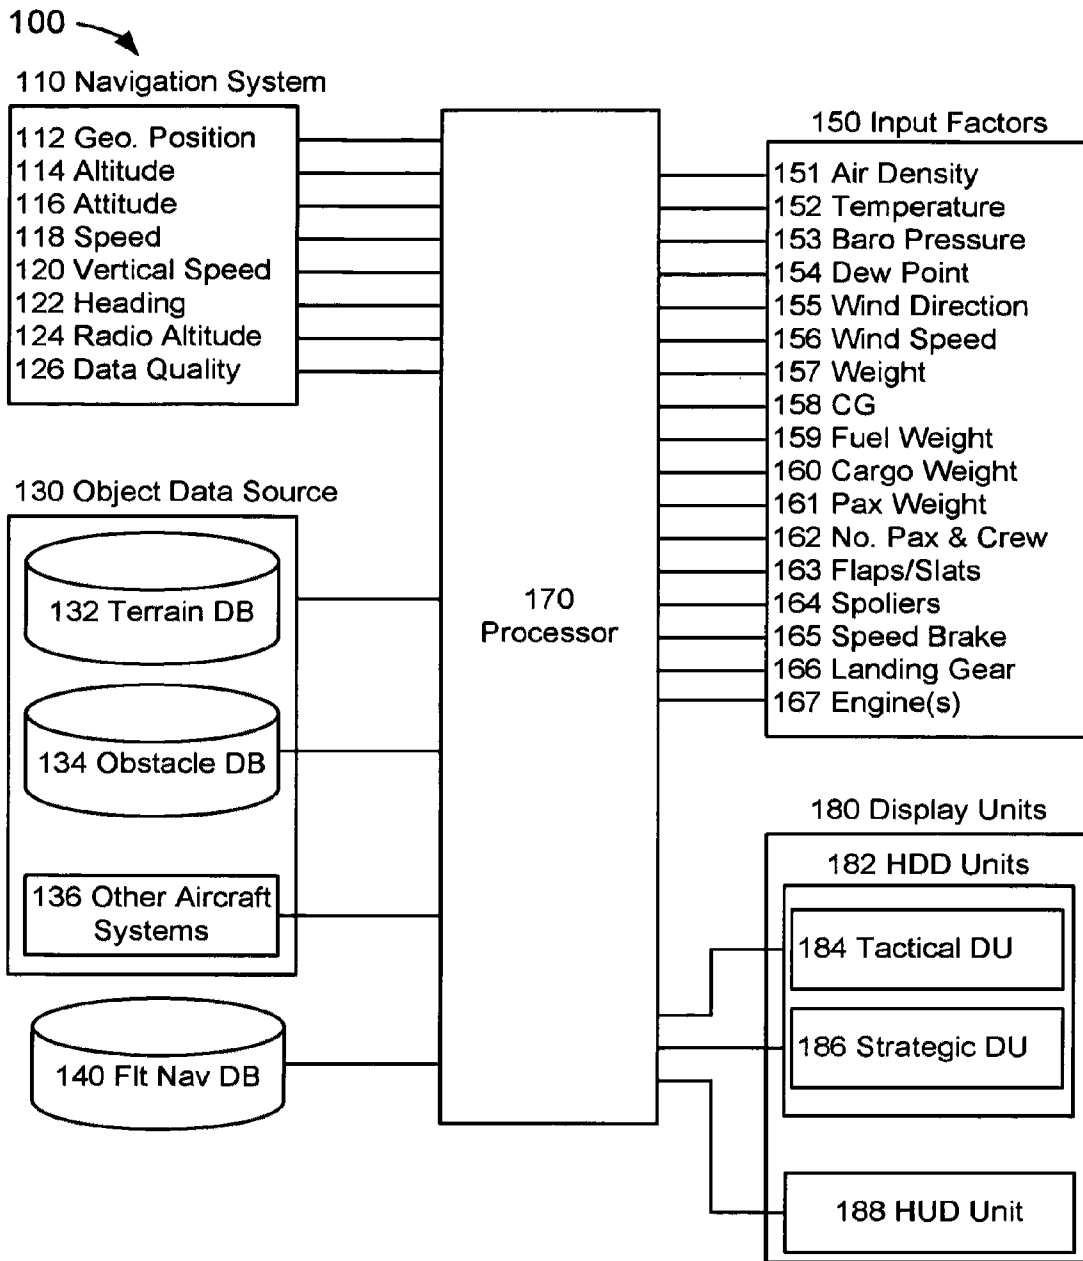 100
110 Navigation System
112 Geo. Position
114 Altitude
116 Attitude
118 Speed
120 Vertical Speed
122 Heading
124 Radio Altitude
126 Data Quality
130 Object Data Source
132 Terrain DB
134 Obstacle DB
136 Other Aircraft
Systems
140 Flt Nav DB
170
Processor
150 Input Factors
151 Air Density
152 Temperature
153 Baro Pressure
154 Dew Point
155 Wind Direction
156 Wind Speed
157 Weight
158 CG
159 Fuel Weight
160 Cargo Weight
161 Pax Weight
162 No. Pax & Crew
163 Flaps/Slats
164 Spoliers
165 Speed Brake
166 Landing Gear
167 Engine(s)
180 Display Units
182 HDD Units
184 Tactical DU
186 Strategic DU
188 HUD Unit